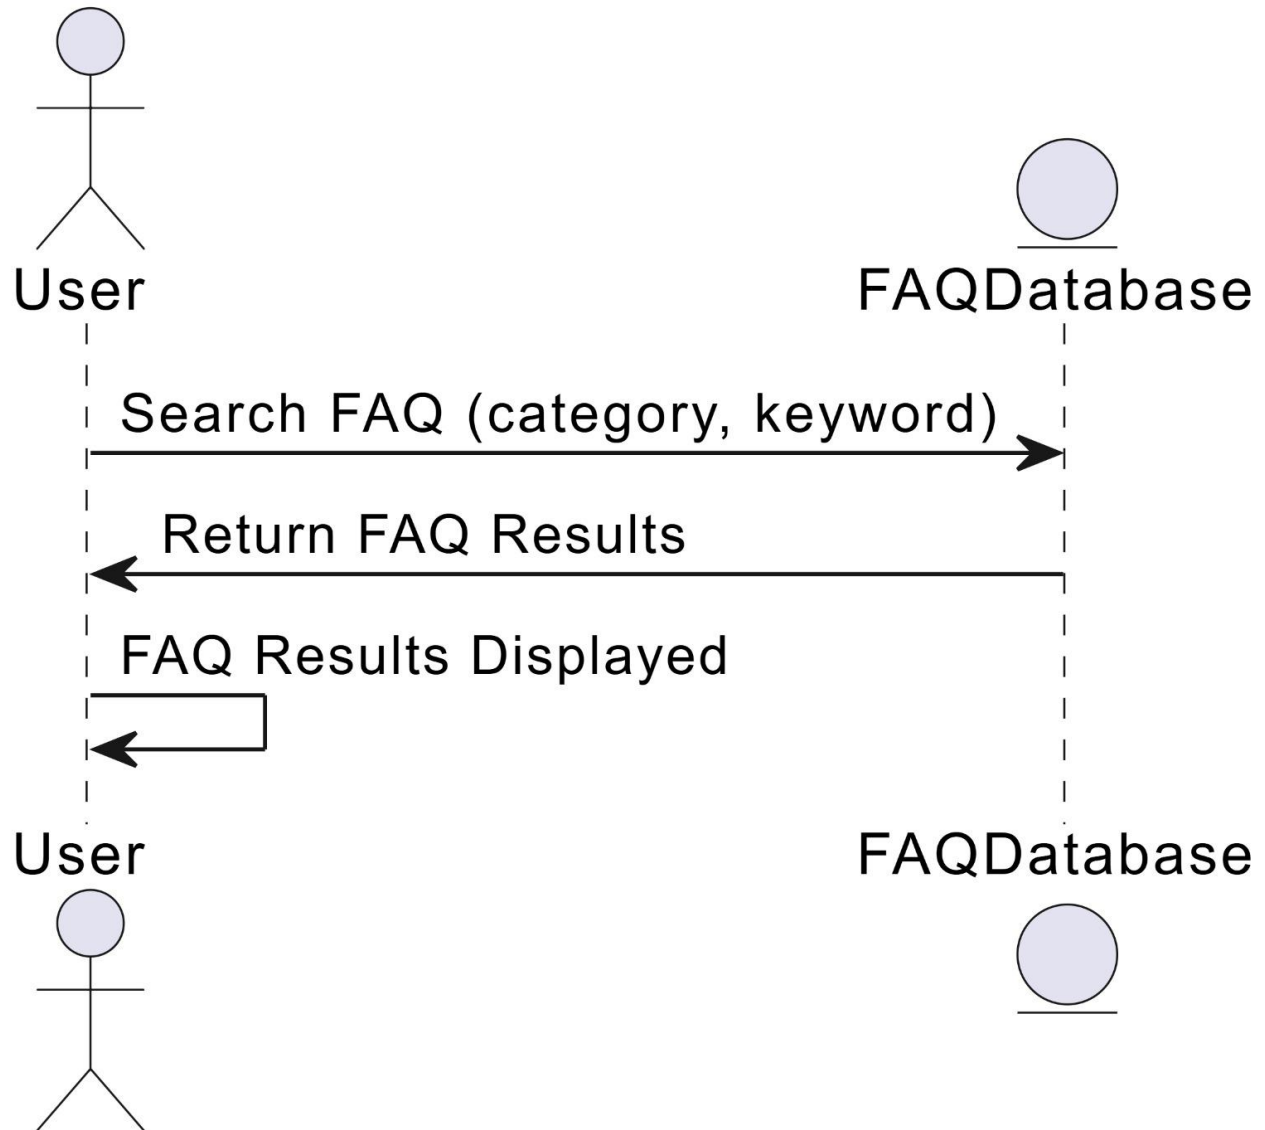 User
FAQDatabase
Search FAQ (category, keyword)
Return FAQ Results
FAQ Results Displayed
User
FAQDatabase